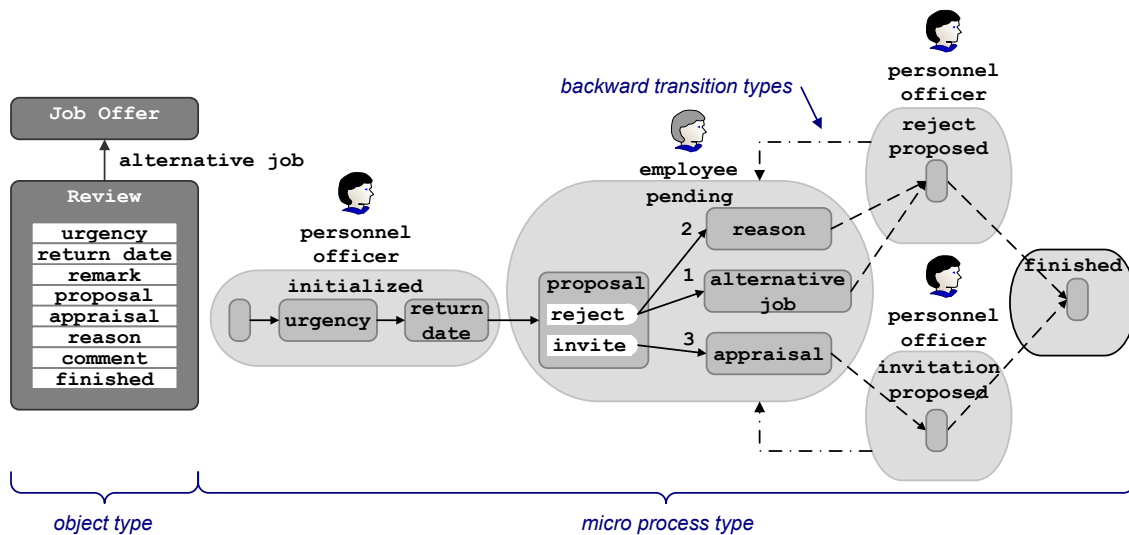 Job Offer
alternative job
Review
urgency
return date
remark
proposal
appraisal
reason
comment
finished
object type
personnel
officer
initialized
urgency
return
date
employee
pending
proposal
reject
invite
2
reason
1
alternative
job
3
appraisal
backward transition types
personnel
officer
reject
proposed
personnel
officer
invitation
proposed
finished
micro process type